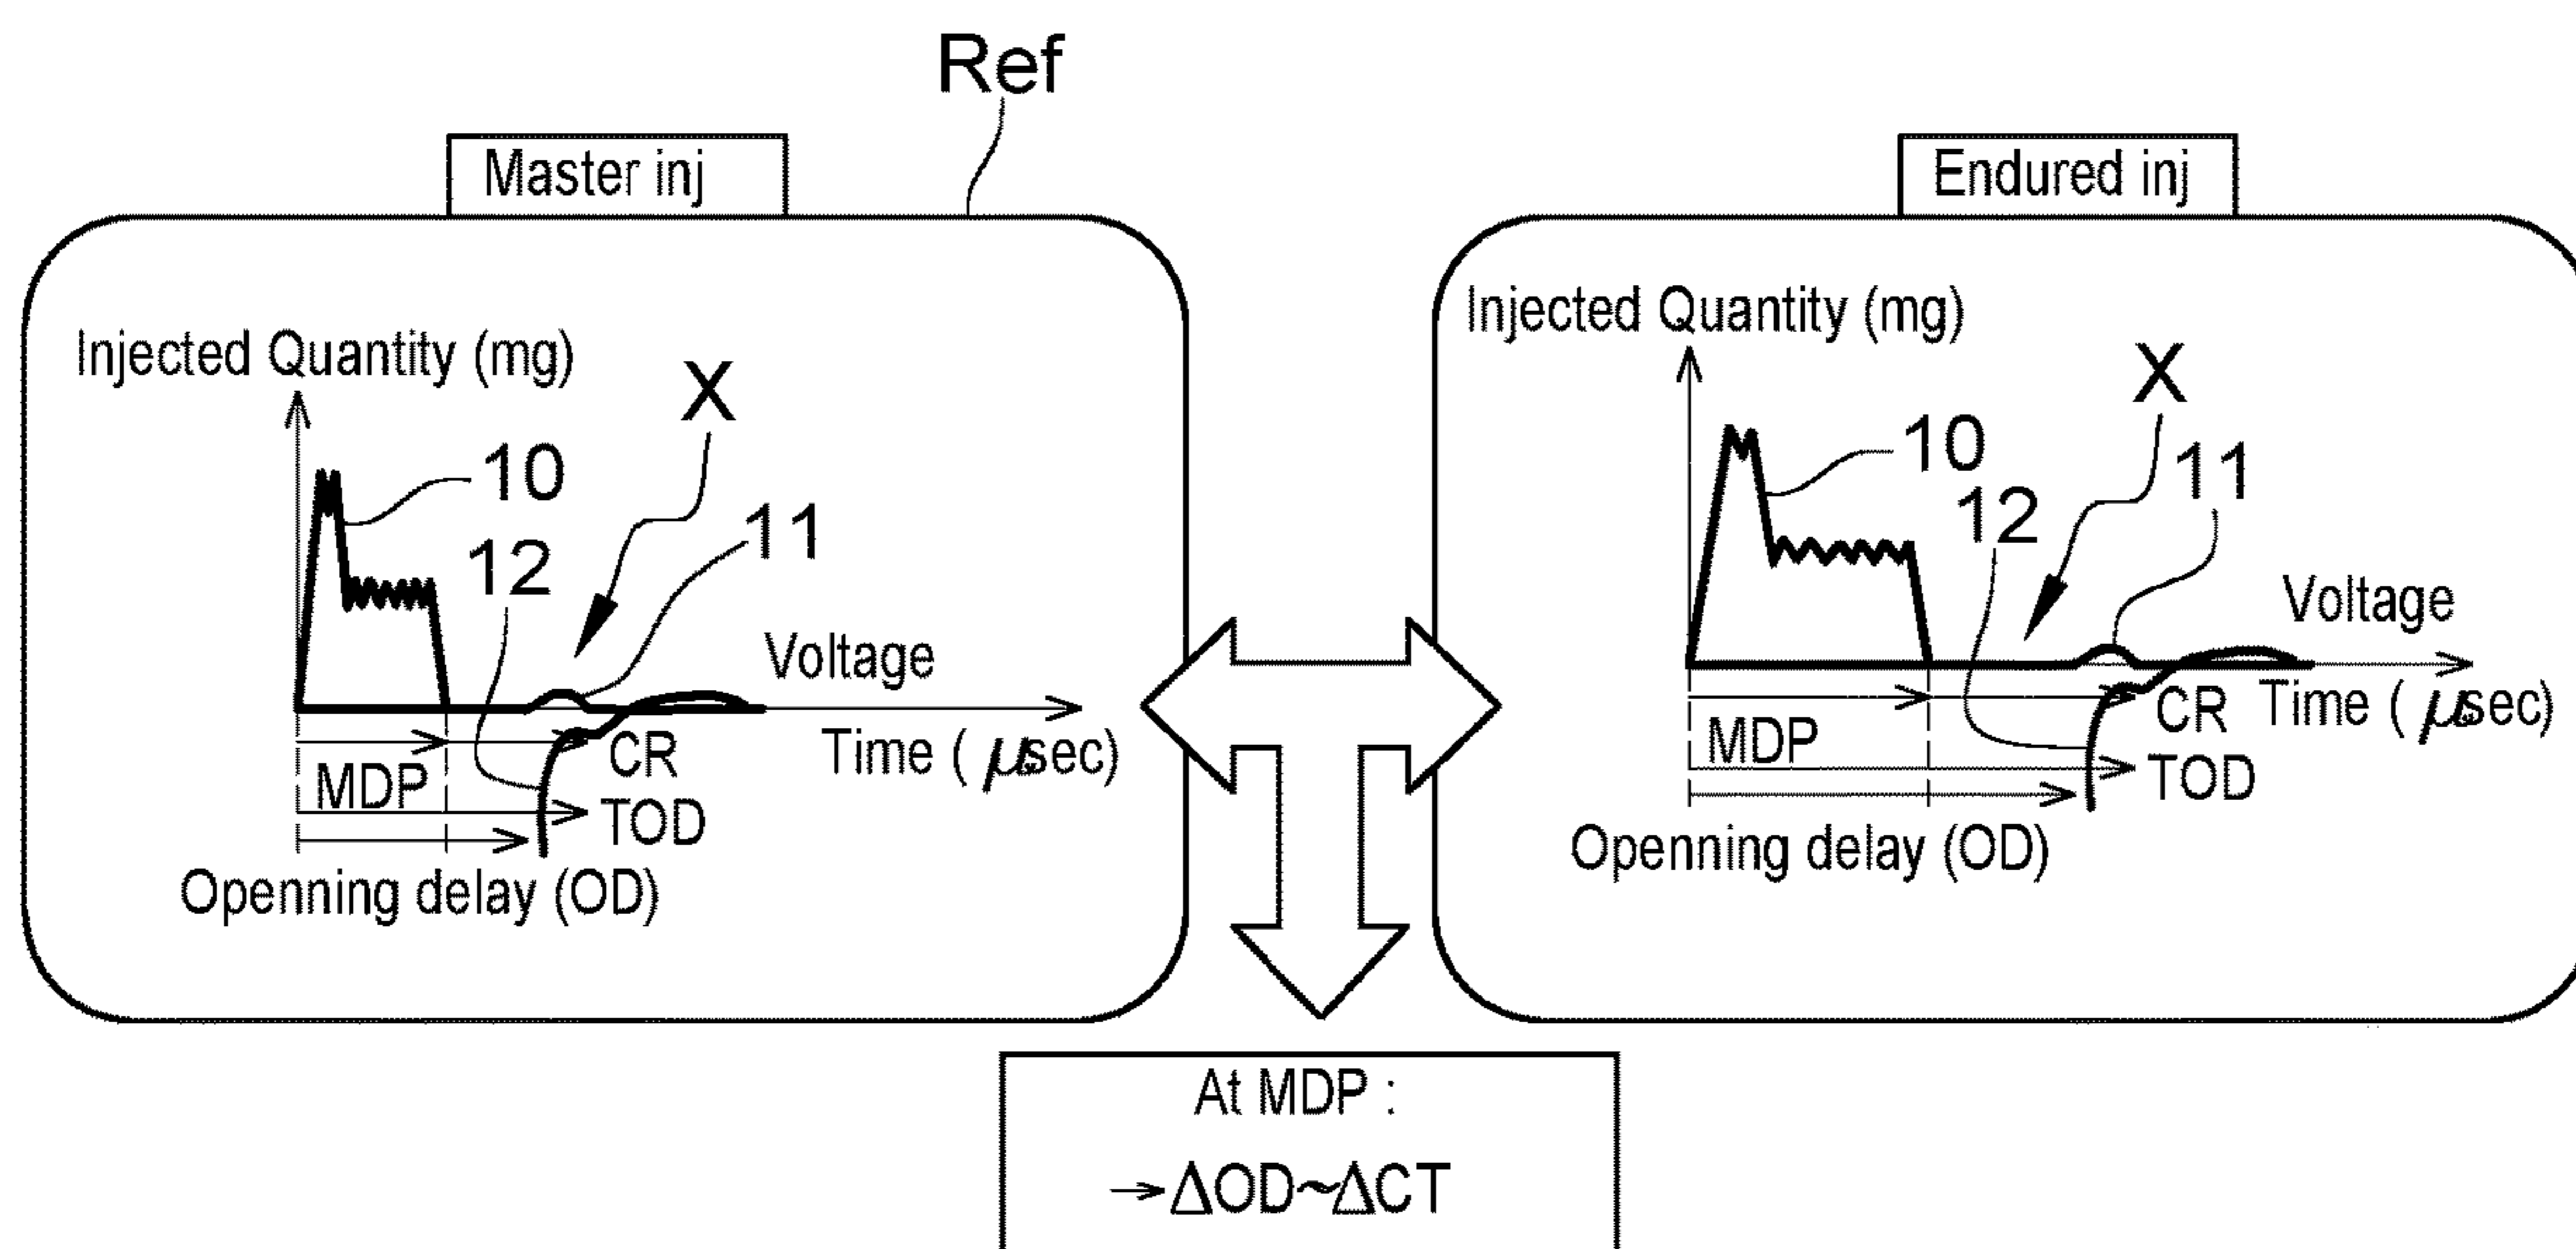 Ref
Master inj
Injected Quantity (mg)
X
10
11
12
Voltage
Time ( µsec)
CR
MDP
TOD
Openning delay (OD)
Endured inj
Injected Quantity (mg)
X
10
11
12
Voltage
Time ( µsec)
CR
MDP
TOD
Openning delay (OD)
At MDP :
→ΔOD~ΔCT